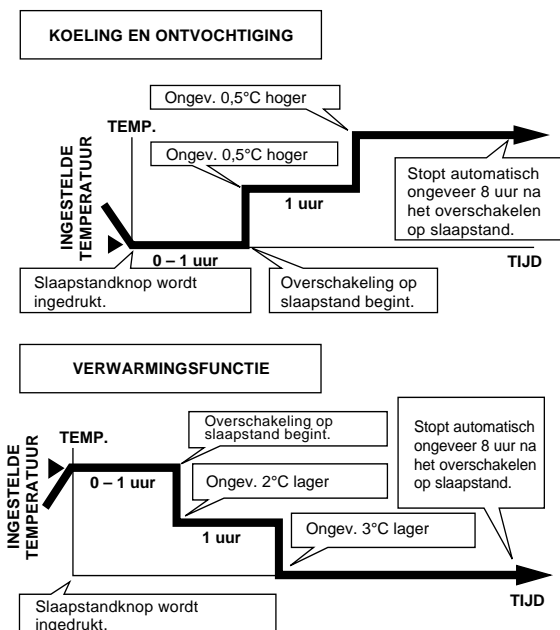 KOELING EN ONTVOCHTIGING
Ongev. 0,5°C hoger
TEMP.
Ongev. 0,5°C hoger
INGESTELDE
TEMPERATUUR
1 uur
Stopt automatisch
ongeveer 8 uur na
het overschakelen
op slaapstand.
0 – 1 uur
TIJD
Slaapstandknop wordt
ingedrukt.
Overschakeling op
slaapstand begint.
VERWARMINGSFUNCTIE
Overschakeling op
slaapstand begint.
TEMP.
INGESTELDE
TEMPERATUUR
0 – 1 uur
Ongev. 2°C lager
Stopt automatisch
ongeveer 8 uur na
het overschakelen
op slaapstand.
1 uur
Ongev. 3°C lager
TIJD
Slaapstandknop wordt
ingedrukt.